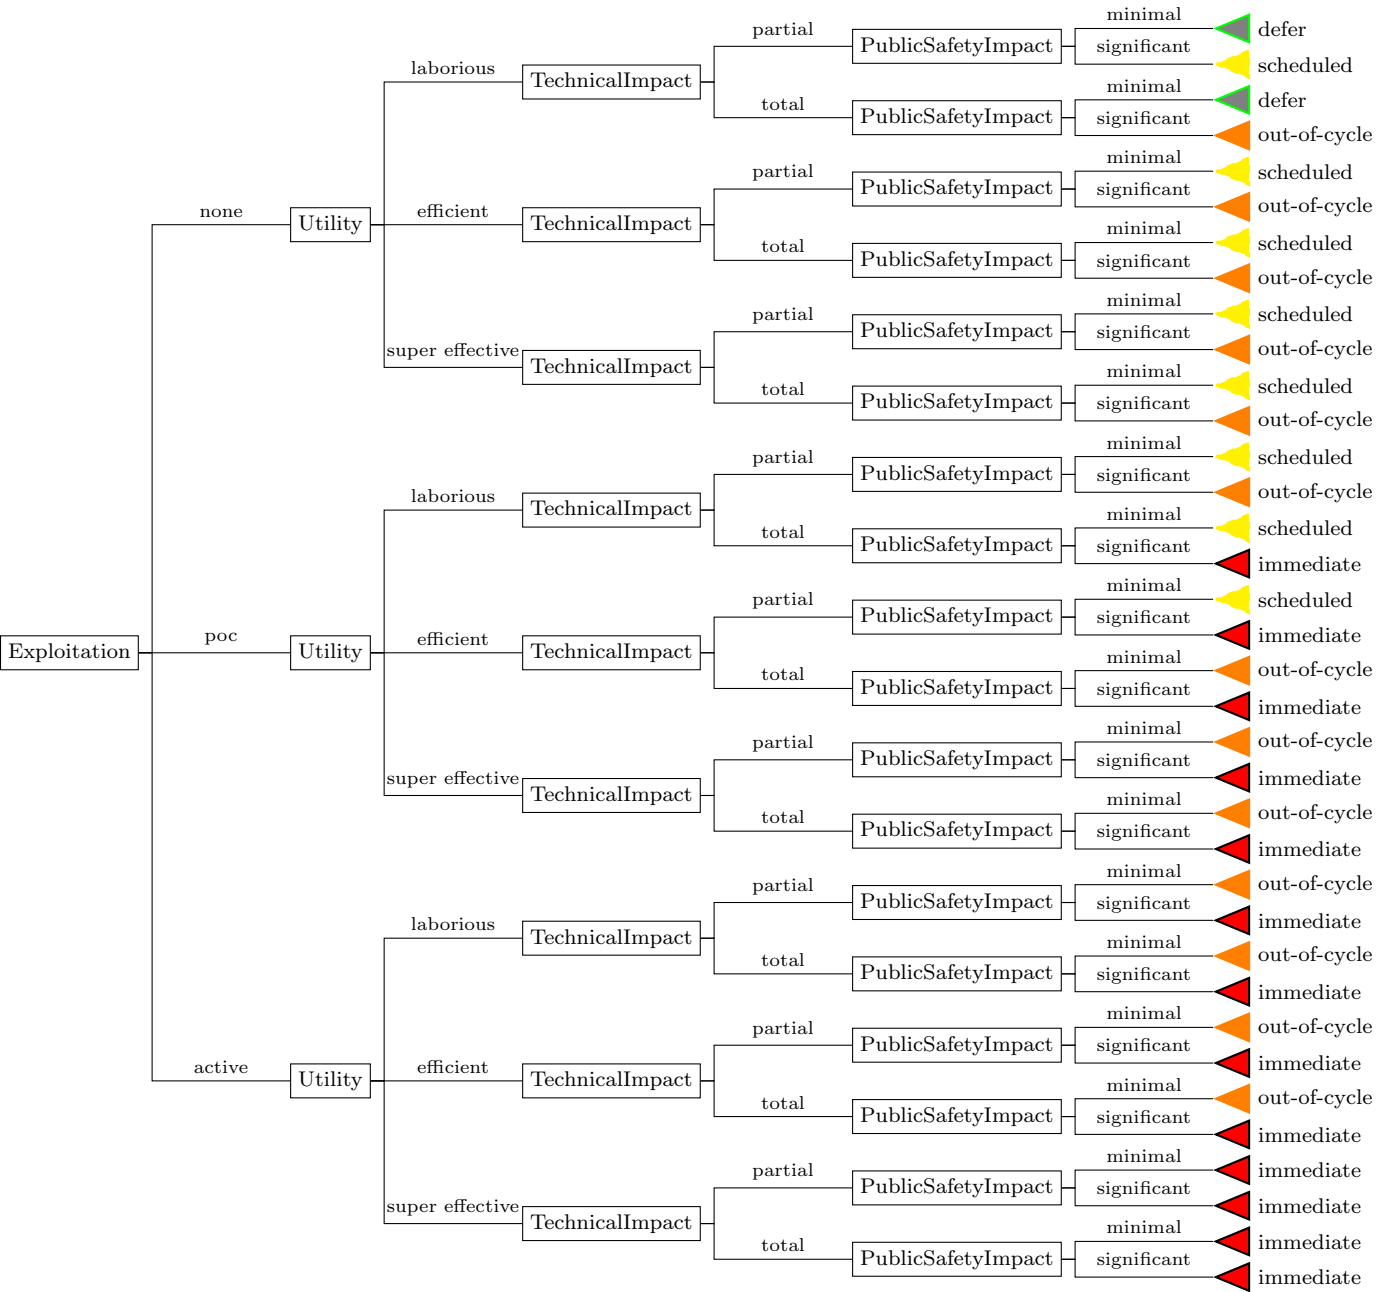 Exploitation
none
Utility
laborious
TechnicalImpact
partial
PublicSafetyImpact
minimal
defer
significant
scheduled
total
PublicSafetyImpact
minimal
defer
significant
out-of-cycle
efficient
TechnicalImpact
partial
PublicSafetyImpact
minimal
scheduled
significant
out-of-cycle
total
PublicSafetyImpact
minimal
scheduled
significant
out-of-cycle
super effective
TechnicalImpact
partial
PublicSafetyImpact
minimal
scheduled
significant
out-of-cycle
total
PublicSafetyImpact
minimal
scheduled
significant
out-of-cycle
poc
Utility
laborious
TechnicalImpact
partial
PublicSafetyImpact
minimal
scheduled
significant
out-of-cycle
total
PublicSafetyImpact
minimal
scheduled
significant
immediate
efficient
TechnicalImpact
partial
PublicSafetyImpact
minimal
scheduled
significant
immediate
total
PublicSafetyImpact
minimal
out-of-cycle
significant
immediate
super effective
TechnicalImpact
partial
PublicSafetyImpact
minimal
out-of-cycle
significant
immediate
total
PublicSafetyImpact
minimal
out-of-cycle
significant
immediate
active
Utility
laborious
TechnicalImpact
partial
PublicSafetyImpact
minimal
out-of-cycle
significant
immediate
total
PublicSafetyImpact
minimal
out-of-cycle
significant
immediate
efficient
TechnicalImpact
partial
PublicSafetyImpact
minimal
out-of-cycle
significant
immediate
total
PublicSafetyImpact
minimal
out-of-cycle
significant
immediate
super effective
TechnicalImpact
partial
PublicSafetyImpact
minimal
immediate
significant
immediate
total
PublicSafetyImpact
minimal
immediate
significant
immediate